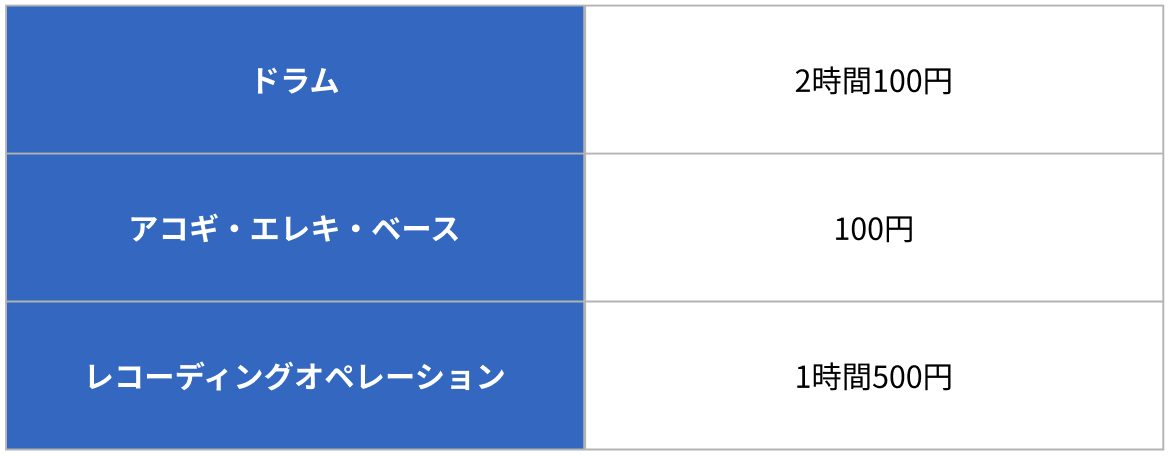 ドラム
2時間100円
アコギ・エレキ・ベース
100円
レコーディングオペレーション
1時間500円